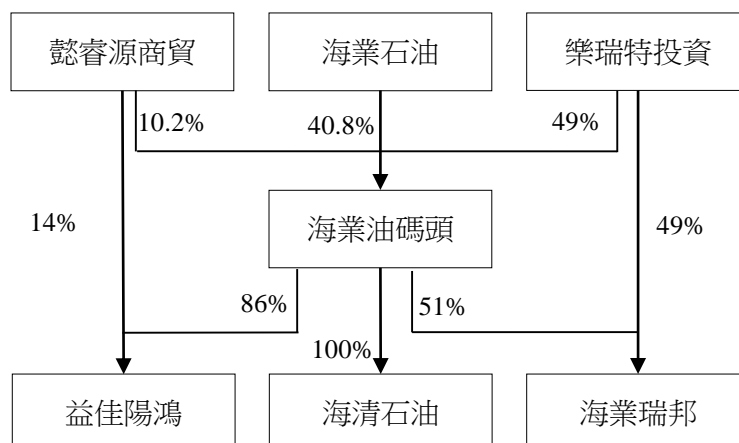 懿睿源商貿
海業石油
樂瑞特投資
10.2%
40.8%
49%
海業油碼頭
14%
49%
86%
51%
100%
益佳陽鴻
海清石油
海業瑞邦